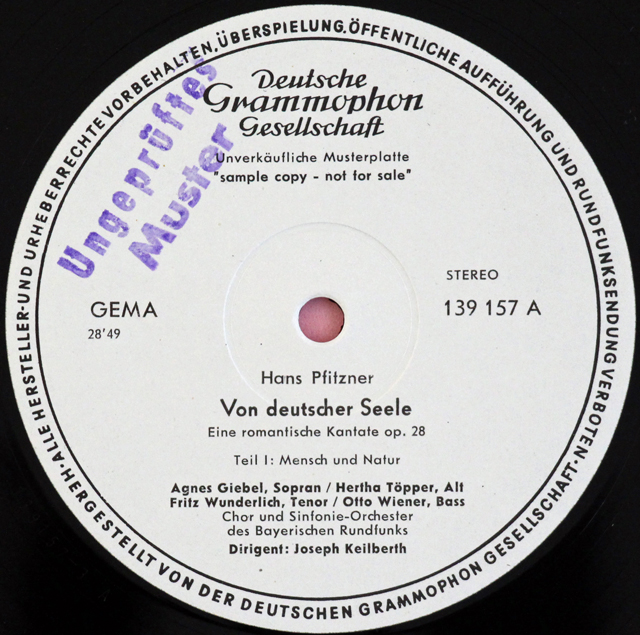 ALLE HERSTELLER-UND URHEBERRECHTE VORBEHALTEN. ÜBERSPIELUNG. ÖFFENTLICHE AUFFÜHRUNG UND RUNDFUNKSENDUNG VERBOTEN.
HERGESTELLT VON DER DEUTSCHEN GRAMMOPHON GESELLSCHAFT.
Deutsche
Grammophon
Gesellschaft
Unverkäufliche Musterplatte
"sample copy - not for sale"
Ungeprüftes
Muster
STEREO
GEMA
139 157 A
28'49
Hans Pfitzner
Von deutscher Seele
Eine romantische Kantate op. 28
Teil I: Mensch und Natur
Agnes Giebel, Sopran / Hertha Töpper, Alt
Fritz Wunderlich, Tenor / Otto Wiener, Bass
Chor und Sinfonie-Orchester
des Bayerischen Rundfunks
Dirigent: Joseph Keilberth